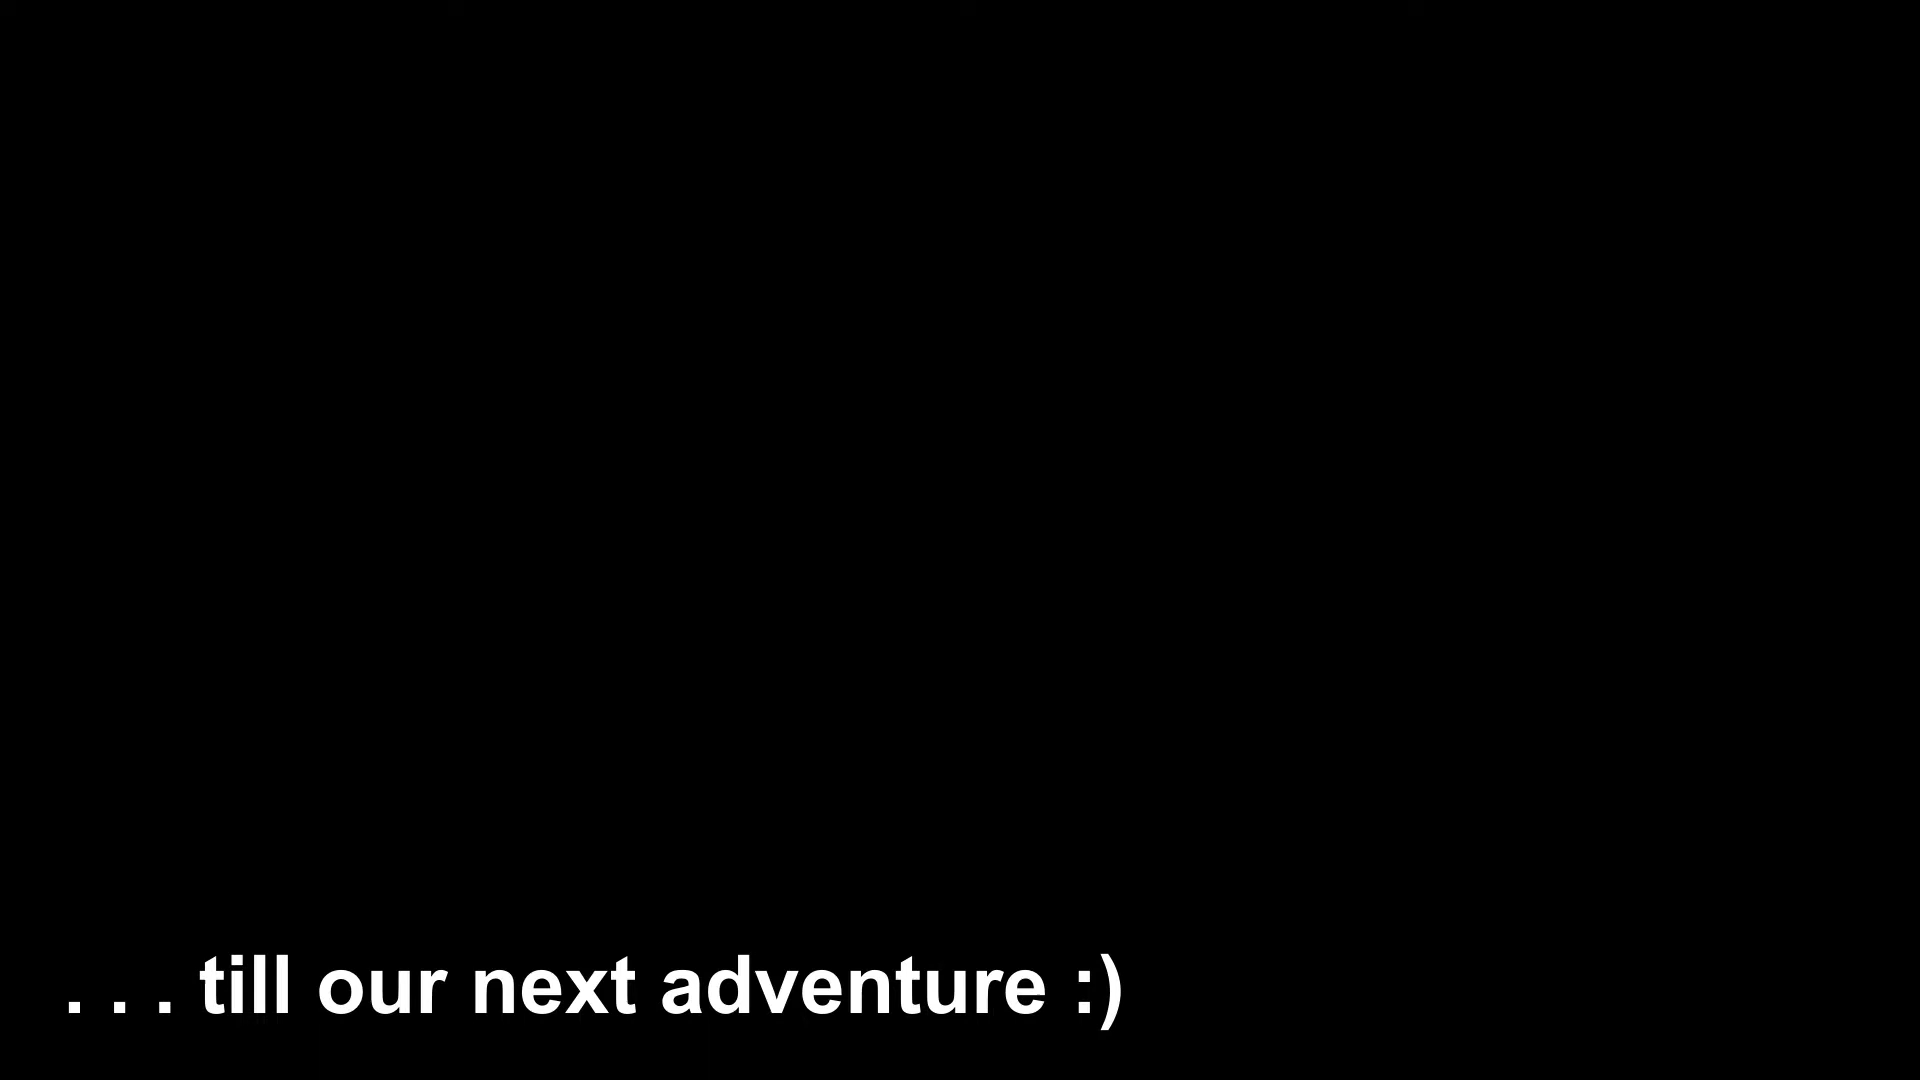 . . . till our next adventure :)